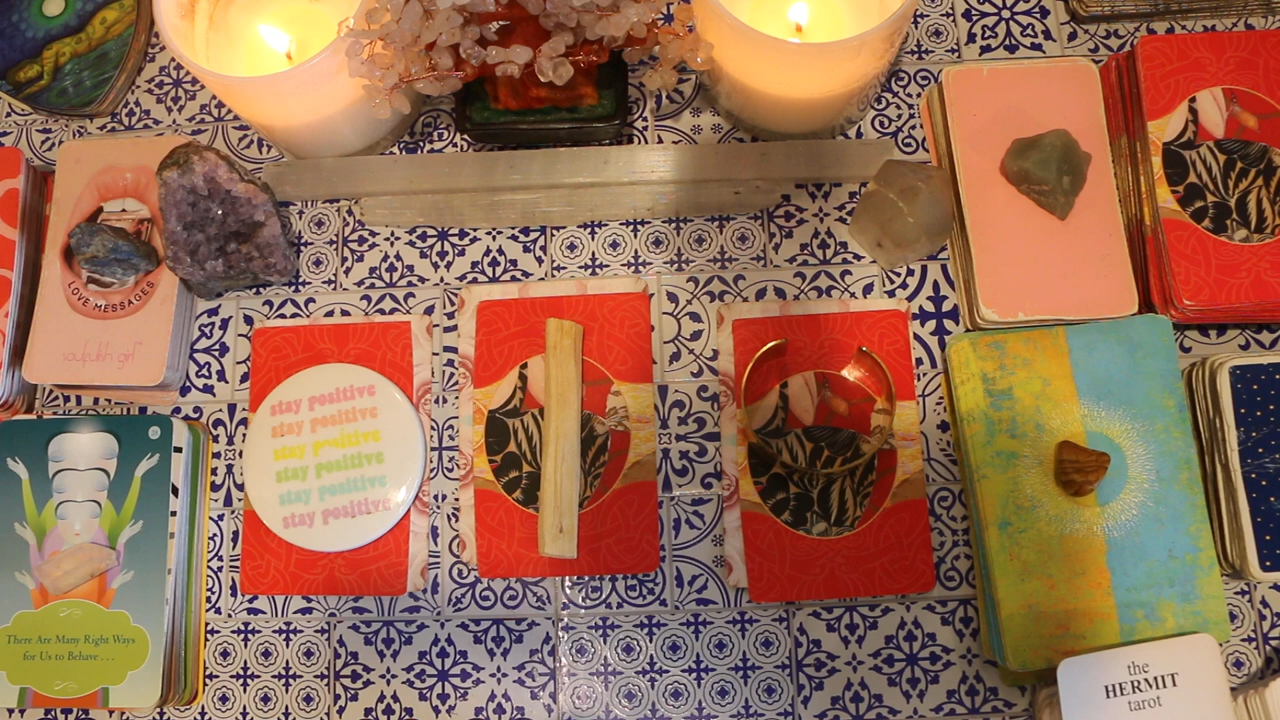 LOVE MESSAGES
soulfulish girl
stay positive
stay positive
stay positive
stay positive
stay positive
stay positive
There Are Many Right Ways
for Us to Behave . . .
the
HERMIT
tarot